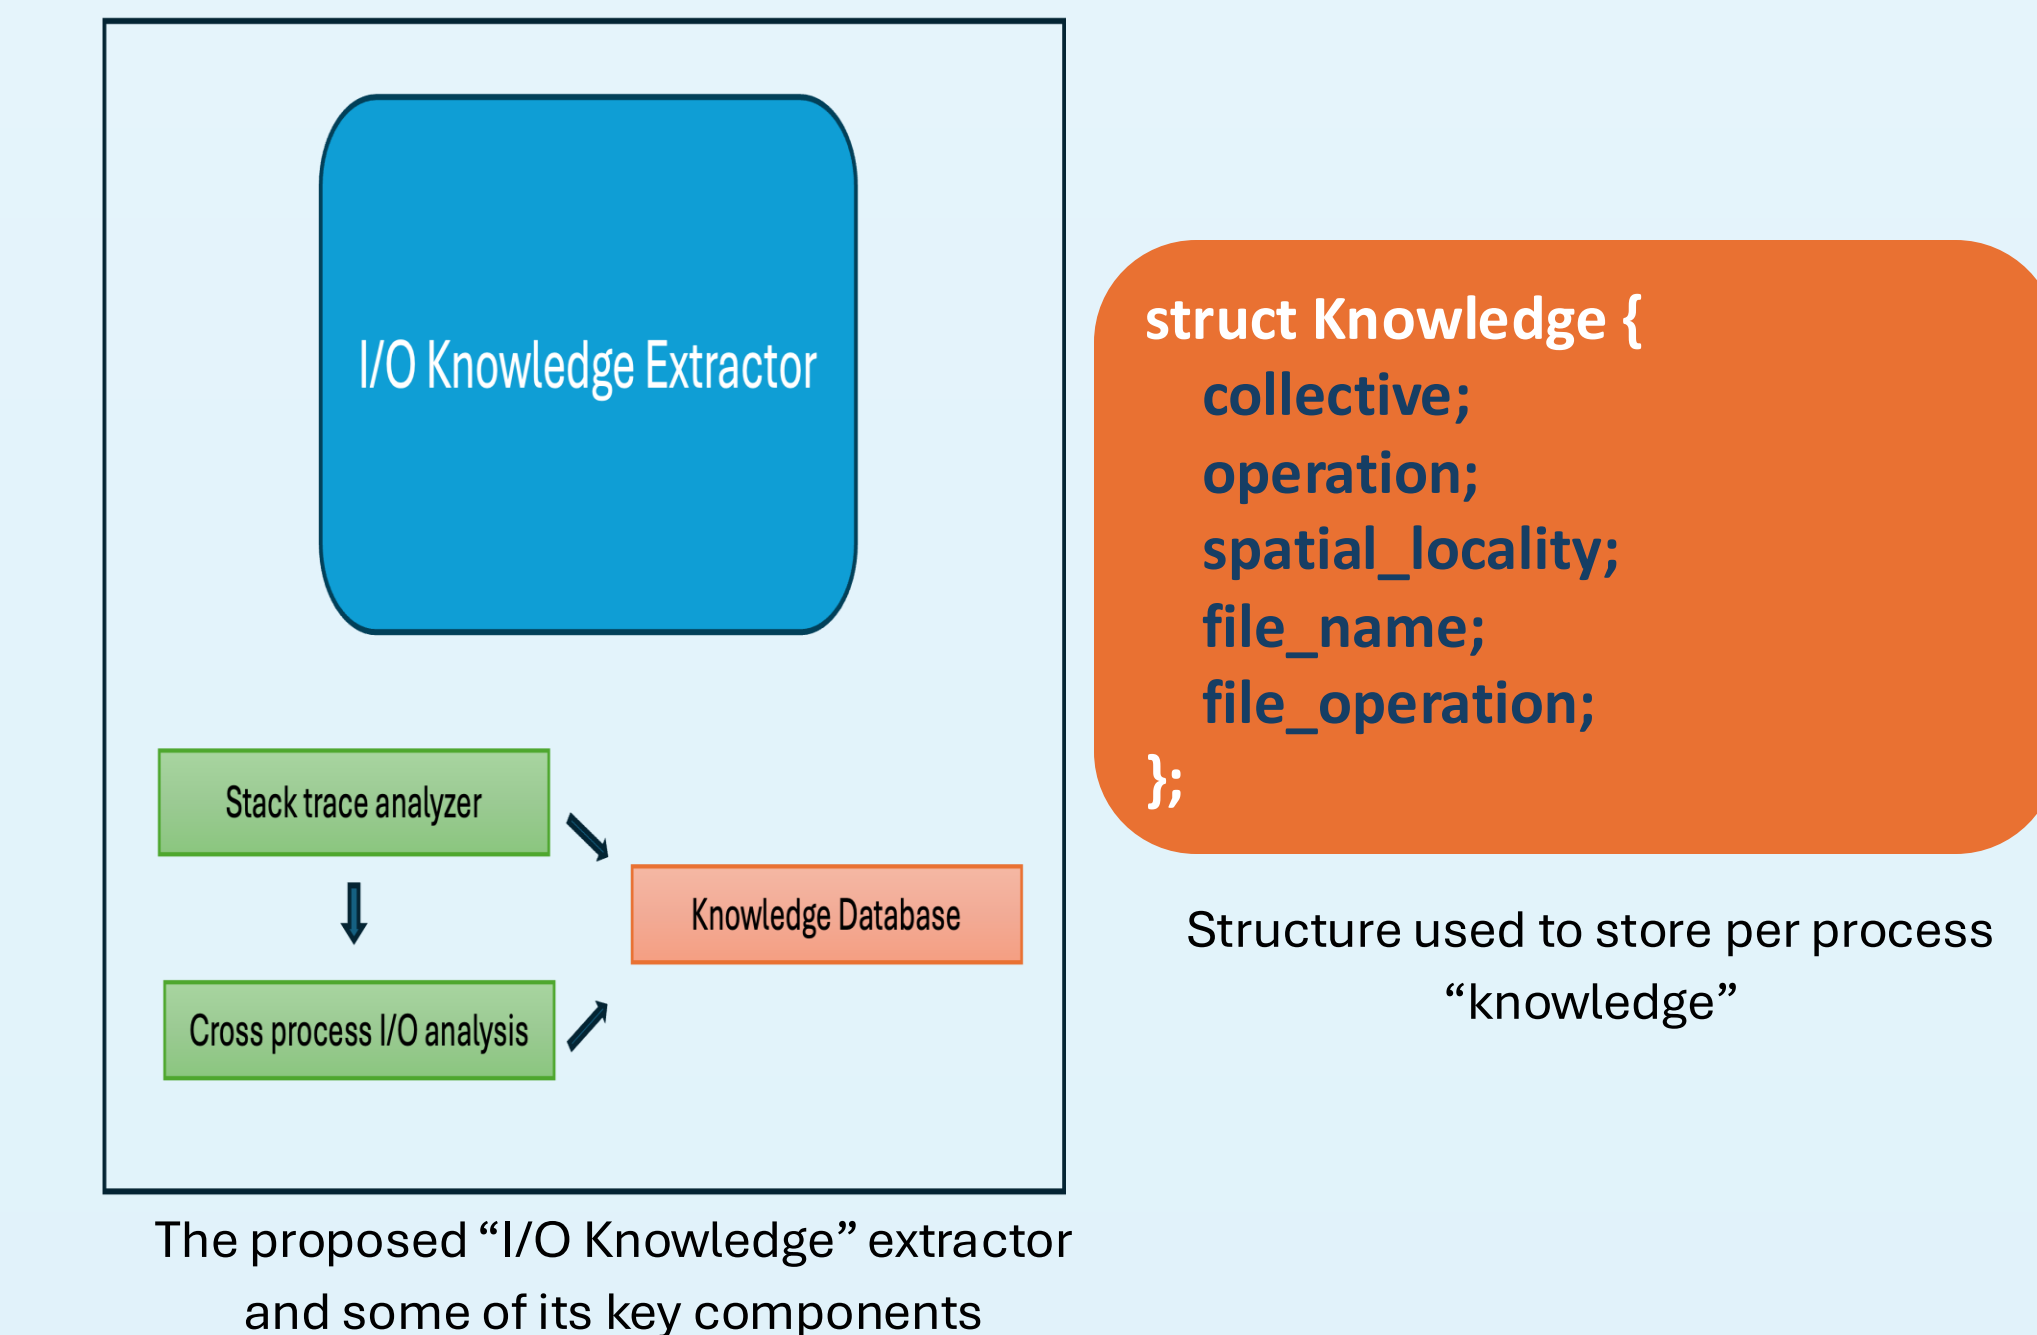 I/O Knowledge Extractor
Stack trace analyzer
Knowledge Database
Cross process I/O analysis
The proposed “I/O Knowledge” extractor
and some of its key components
struct Knowledge {
collective;
operation;
spatial_locality;
file_name;
file_operation;
};
Structure used to store per process
“knowledge”